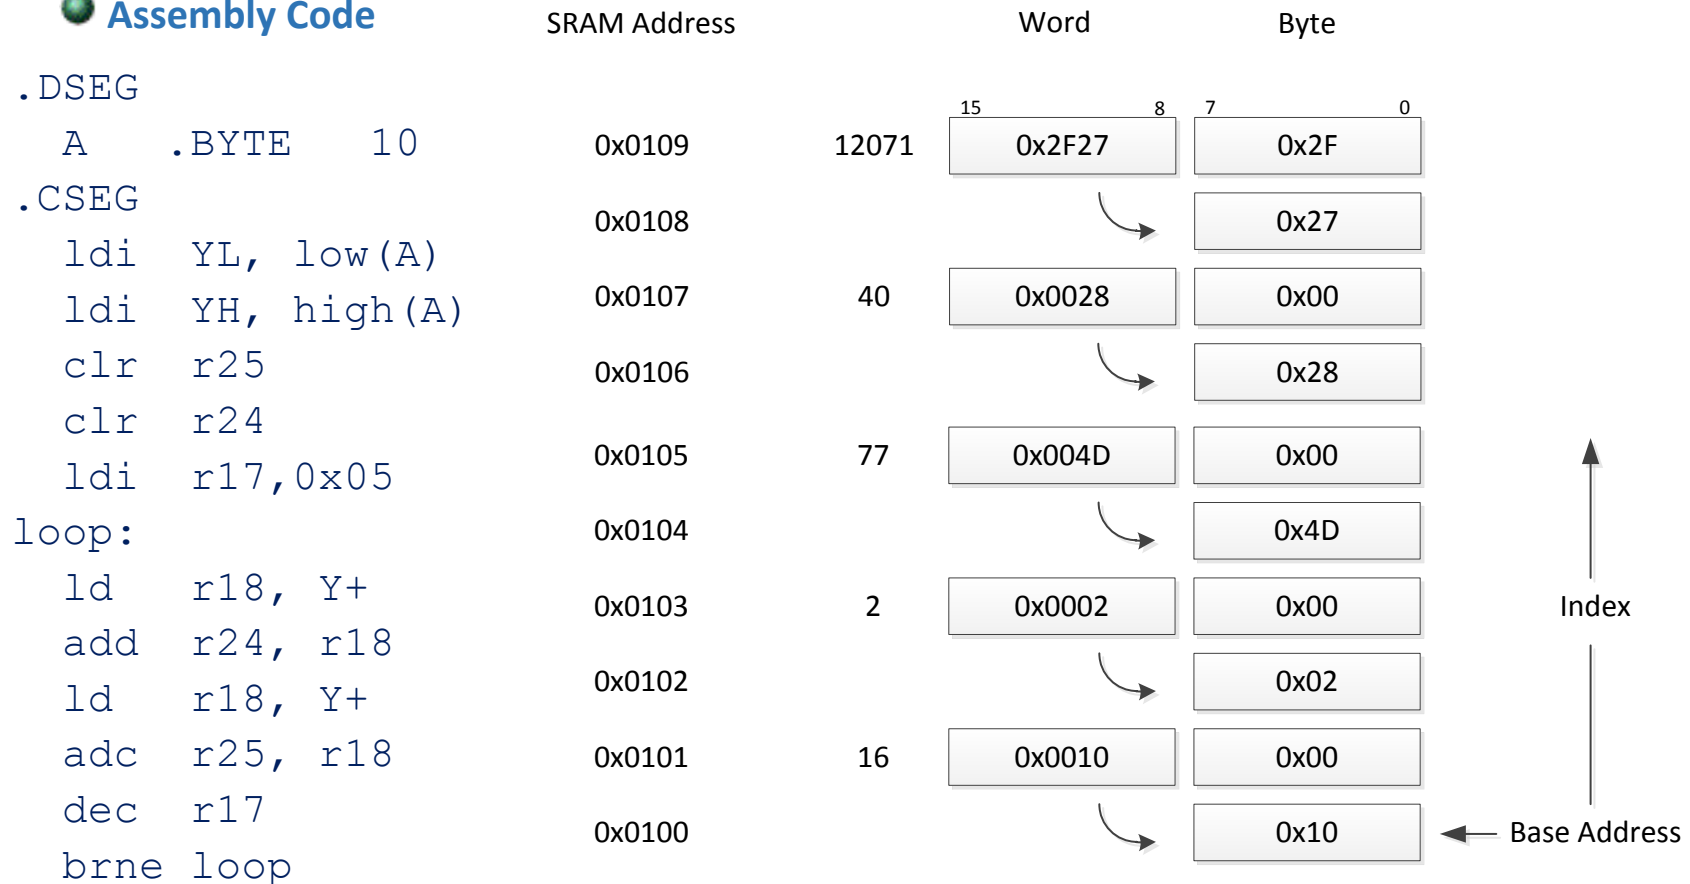 Assembly Code
.DSEG
A .BYTE 10
.CSEG
ldi YL, low(A)
ldi YH, high(A)
clr r25
clr r24
ldi r17,0x05
loop:
ld r18, Y+
add r24, r18
ld r18, Y+
adc r25, r18
dec r17
brne loop
SRAM Address Word Byte
15 8 7 0
0x0109 12071 0x2F27 0x2F
0x0108 0x27
0x0107 40 0x0028 0x00
0x0106 0x28
0x0105 77 0x004D 0x00
0x0104 0x4D
0x0103 2 0x0002 0x00 Index
0x0102 0x02
0x0101 16 0x0010 0x00
0x0100 0x10 Base Address